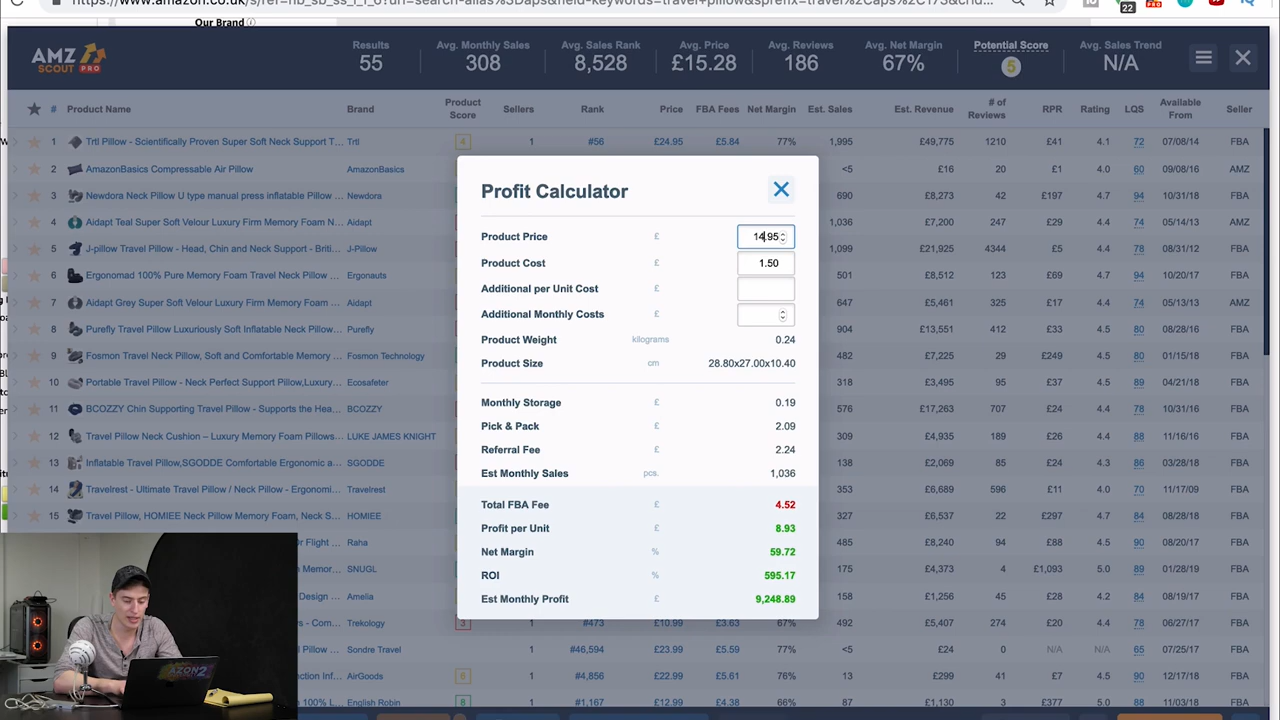 https://www.amazon.co.uk/s/ref=nb_sb_ss_i_1_6?url=search-alias%3Daps&field-keywords=travel+pillow&sprefix=travel%2Caps%2C173&crid...
22
Our Brand
AMZ SCOUT PRO
Results 55
Avg. Monthly Sales 308
Avg. Sales Rank 8,528
Avg. Price £15.28
Avg. Reviews 186
Avg. Net Margin 67%
Potential Score 5
Avg. Sales Trend N/A
# Product Name Brand Product Score Sellers Rank Price FBA Fees Net Margin Est. Sales Est. Revenue # of Reviews RPR Rating LQS Available From Seller
1 Trtl Pillow - Scientifically Proven Super Soft Neck Support T... Trtl 4 1 #56 £24.95 £5.84 77% 1,995 £49,775 1210 £41 4.1 72 07/08/14 FBA
2 AmazonBasics Compressable Air Pillow AmazonBasics <5 £16 20 £1 4.0 60 09/08/16 AMZ
3 Newdora Neck Pillow U type manual press inflatable Pillow... Newdora 690 £8,273 42 £197 4.7 94 10/31/18 FBA
4 Aidapt Teal Super Soft Velour Luxury Firm Memory Foam N... Aidapt 1,036 £7,200 247 £29 4.4 74 05/14/13 AMZ
5 J-pillow Travel Pillow - Head, Chin and Neck Support - Briti... J-Pillow 1,099 £21,925 4344 £5 4.4 78 FBA
6 Ergonomad 100% Pure Memory Foam Travel Neck Pillow... Ergonauts 501 £8,512 123 £69 4.7 94 10/20/17 FBA
7 Aidapt Grey Super Soft Velour Luxury Firm Memory Foam... Aidapt 647 £5,461 325 £17 4.4 74 05/13/13 AMZ
8 Purefly Travel Pillow Luxuriously Soft Inflatable Neck Pillow... Purefly 904 £13,551 412 £33 4.5 80 08/28/16 FBA
9 Fosmon Travel Neck Pillow, Soft and Comfortable Memory... Fosmon Technology 482 £7,225 29 £249 4.5 80 01/15/18 FBA
10 Portable Travel Pillow - Neck Perfect Support Pillow,Luxury... Ecosafeter 318 £3,495 95 £37 4.5 89 04/21/18 FBA
11 BCOZZY Chin Supporting Travel Pillow - Supports the Hea... BCOZZY 576 £17,263 707 £24 4.4 78 10/31/16 FBA
12 Travel Pillow Neck Cushion – Luxury Memory Foam Pillows... LUKE JAMES KNIGHT 309 £4,935 189 £26 4.4 88 11/16/16 FBA
13 Inflatable Travel Pillow,SGODDE Comfortable Ergonomic a... SGODDE 138 £2,069 85 £24 4.3 86 03/28/18 FBA
14 Travelrest - Ultimate Travel Pillow / Neck Pillow - Ergonomi... Travelrest 353 £6,689 596 £11 4.0 70 11/17/09 FBA
15 Travel Pillow, HOMIEE Neck Pillow Memory Foam, Neck S... HOMIEE 327 £6,537 22 £297 4.7 84 08/22/18 FBA
Or Flight... Raha 485 £8,240 94 £88 4.5 90 08/20/17 FBA
n Memor... SNUGL 175 £4,373 4 £1,093 5.0 89 01/28/19 FBA
Design... Amelia 158 £1,256 45 £28 4.2 84 08/19/17 FBA
s - Com... Trekology 3 1 #473 £10.99 £3.63 67% 492 £5,407 274 £20 4.4 78 06/27/17 FBA
Pillow... Sondre Travel 1 #46,594 £23.99 £5.59 77% <5 £24 0 N/A N/A 65 07/25/17 FBA
nction Inf... AirGoods 6 1 #4,856 £22.99 £5.61 76% 13 £299 41 £7 4.5 90 12/17/18 FBA
100% L... English Robin 8 1 #1,167 £12.99 £4.38 66% 87 £1,130 3 £377 5.0 88 01/05/19 FBA
Profit Calculator
Product Price £ 14.95
Product Cost £ 1.50
Additional per Unit Cost £
Additional Monthly Costs £
Product Weight kilograms 0.24
Product Size cm 28.80x27.00x10.40
Monthly Storage £ 0.19
Pick & Pack £ 2.09
Referral Fee £ 2.24
Est Monthly Sales pcs. 1,036
Total FBA Fee £ 4.52
Profit per Unit £ 8.93
Net Margin % 59.72
ROI % 595.17
Est Monthly Profit £ 9,248.89
AZON2